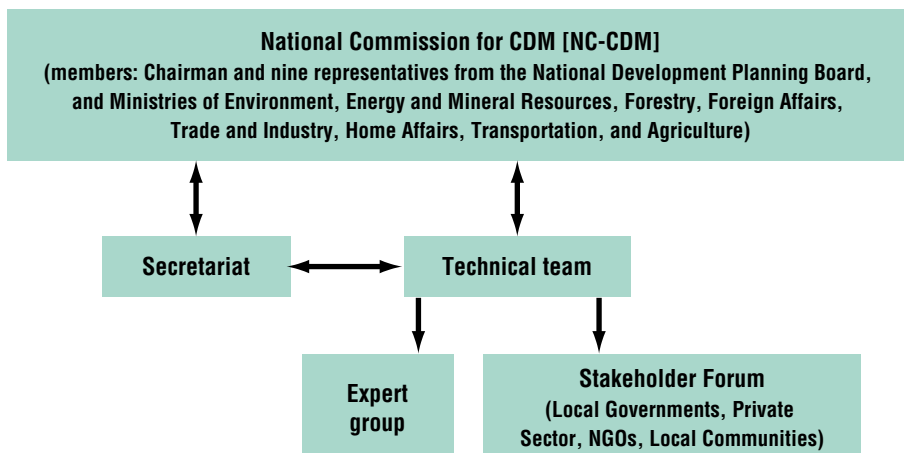 National Commission for CDM [NC-CDM]
(members: Chairman and nine representatives from the National Development Planning Board,
and Ministries of Environment, Energy and Mineral Resources, Forestry, Foreign Affairs,
Trade and Industry, Home Affairs, Transportation, and Agriculture)
Secretariat
Technical team
Expert
group
Stakeholder Forum
(Local Governments, Private
Sector, NGOs, Local Communities)